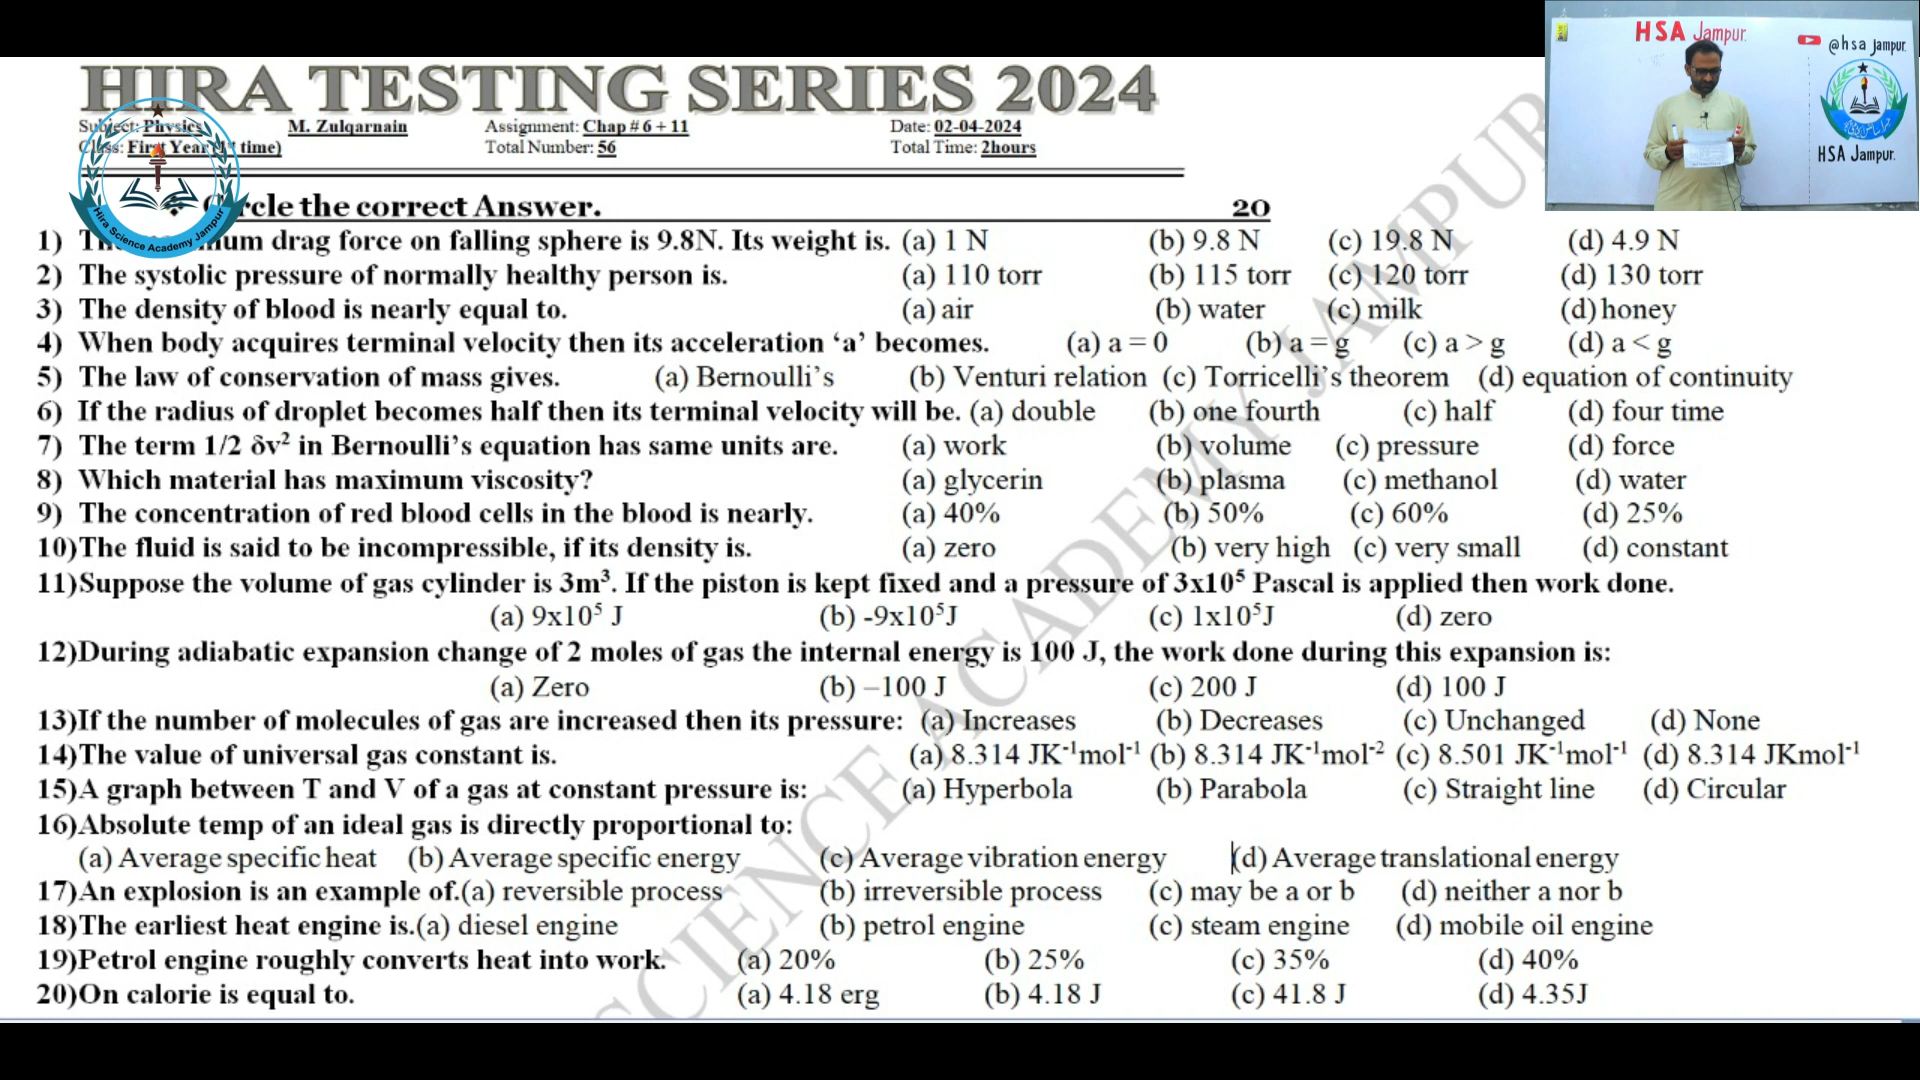 HIRA TESTING SERIES 2024
Subject: Physics M. Zulqarnain Assignment: Chap # 6 + 11 Date: 02-04-2024
Class: First Year (1st time) Total Number: 56 Total Time: 2hours
Circle the correct Answer. 20
1) drag force on falling sphere is 9.8N. Its weight is. (a) 1 N (b) 9.8 N (c) 19.8 N (d) 4.9 N
2) The systolic pressure of normally healthy person is. (a) 110 torr (b) 115 torr (c) 120 torr (d) 130 torr
3) The density of blood is nearly equal to. (a) air (b) water (c) milk (d) honey
4) When body acquires terminal velocity then its acceleration ‘a’ becomes. (a) a = 0 (b) a = g (c) a > g (d) a < g
5) The law of conservation of mass gives. (a) Bernoulli’s (b) Venturi relation (c) Torricelli’s theorem (d) equation of continuity
6) If the radius of droplet becomes half then its terminal velocity will be. (a) double (b) one fourth (c) half (d) four time
7) The term 1/2 δv² in Bernoulli’s equation has same units are. (a) work (b) volume (c) pressure (d) force
8) Which material has maximum viscosity? (a) glycerin (b) plasma (c) methanol (d) water
9) The concentration of red blood cells in the blood is nearly. (a) 40% (b) 50% (c) 60% (d) 25%
10)The fluid is said to be incompressible, if its density is. (a) zero (b) very high (c) very small (d) constant
11)Suppose the volume of gas cylinder is 3m³. If the piston is kept fixed and a pressure of 3x10⁵ Pascal is applied then work done.
(a) 9x10⁵ J (b) -9x10⁵J (c) 1x10⁵J (d) zero
12)During adiabatic expansion change of 2 moles of gas the internal energy is 100 J, the work done during this expansion is:
(a) Zero (b) –100 J (c) 200 J (d) 100 J
13)If the number of molecules of gas are increased then its pressure: (a) Increases (b) Decreases (c) Unchanged (d) None
14)The value of universal gas constant is. (a) 8.314 JK⁻¹mol⁻¹ (b) 8.314 JK⁻¹mol⁻² (c) 8.501 JK⁻¹mol⁻¹ (d) 8.314 JKmol⁻¹
15)A graph between T and V of a gas at constant pressure is: (a) Hyperbola (b) Parabola (c) Straight line (d) Circular
16)Absolute temp of an ideal gas is directly proportional to:
(a) Average specific heat (b) Average specific energy (c) Average vibration energy (d) Average translational energy
17)An explosion is an example of.(a) reversible process (b) irreversible process (c) may be a or b (d) neither a nor b
18)The earliest heat engine is.(a) diesel engine (b) petrol engine (c) steam engine (d) mobile oil engine
19)Petrol engine roughly converts heat into work. (a) 20% (b) 25% (c) 35% (d) 40%
20)On calorie is equal to. (a) 4.18 erg (b) 4.18 J (c) 41.8 J (d) 4.35J
Hira Science Academy Jampur
SCIENCE ACADEMY JAMPUR
HSA Jampur.
@hsa jampur.
HSA Jampur.